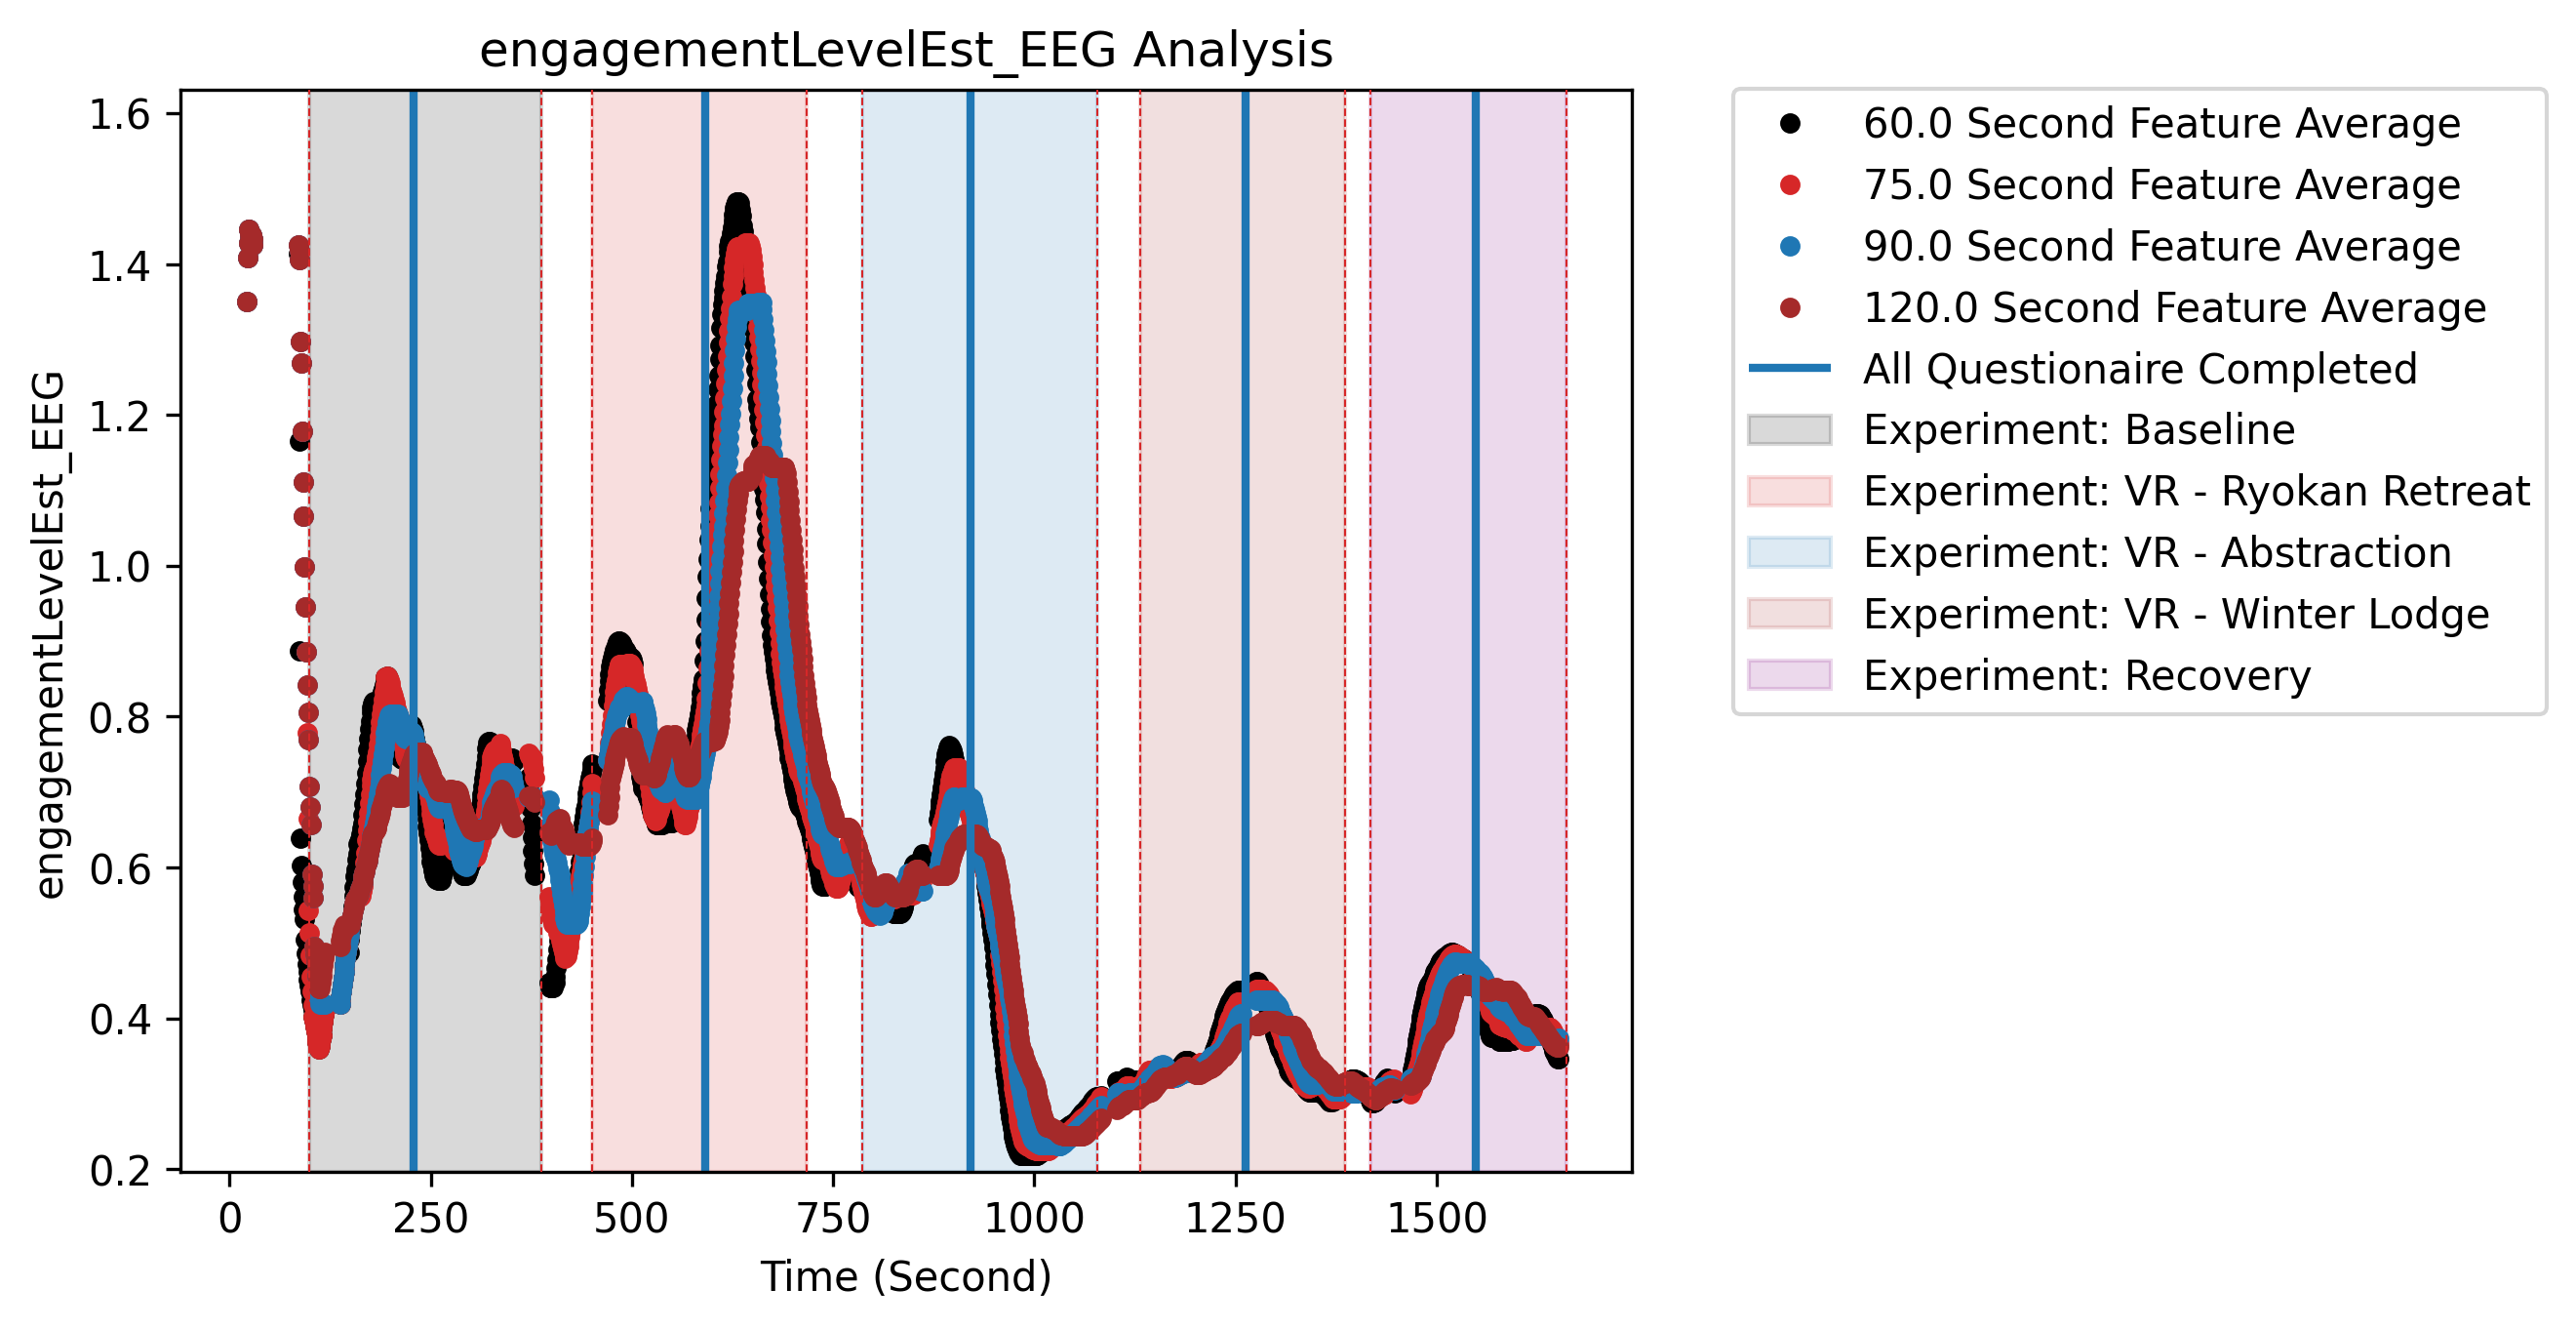 engagementLevelEst_EEG Analysis
engagementLevelEst_EEG
1.6
1.4
1.2
1.0
0.8
0.6
0.4
0.2
0 250 500 750 1000 1250 1500
Time (Second)
60.0 Second Feature Average
75.0 Second Feature Average
90.0 Second Feature Average
120.0 Second Feature Average
All Questionaire Completed
Experiment: Baseline
Experiment: VR - Ryokan Retreat
Experiment: VR - Abstraction
Experiment: VR - Winter Lodge
Experiment: Recovery